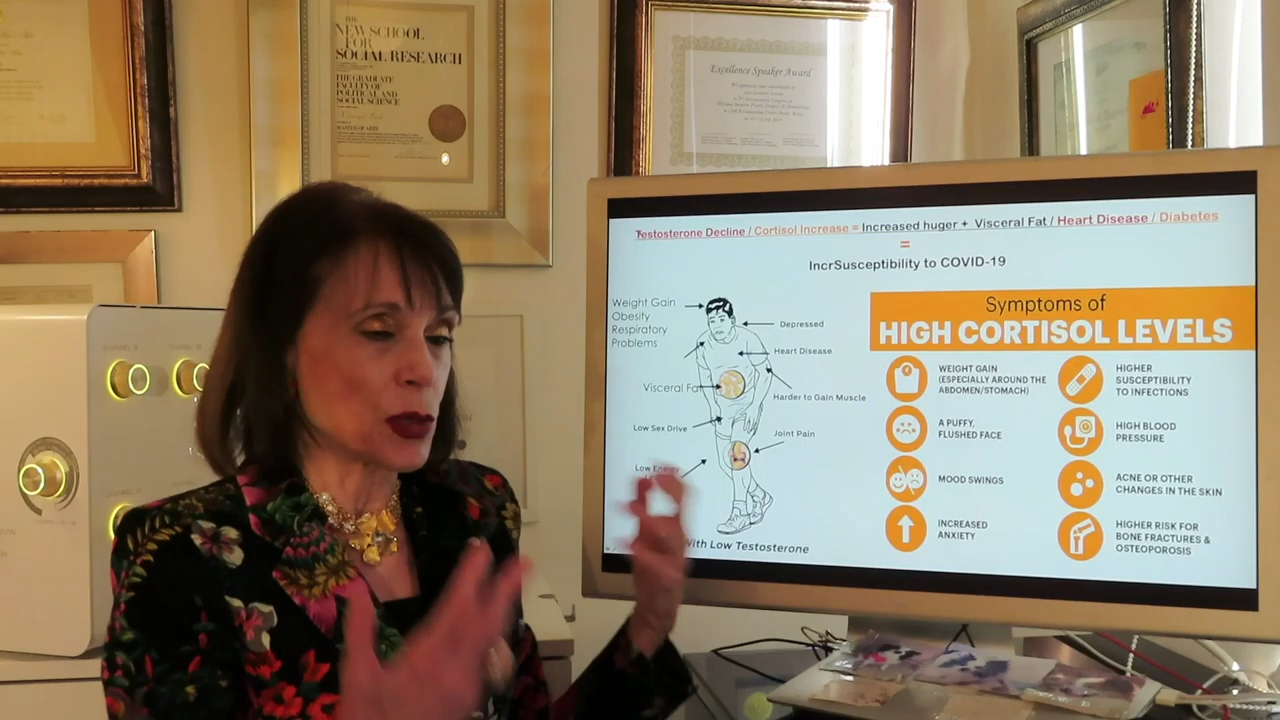 THE
NEW SCHOOL
FOR
SOCIAL RESEARCH
THE GRADUATE
FACULTY OF
POLITICAL AND
SOCIAL SCIENCE
MASTER OF ARTS
Excellence Speaker Award
Testosterone Decline / Cortisol Increase = Increased huger + Visceral Fat / Heart Disease / Diabetes
=
IncrSusceptibility to COVID-19
Weight Gain
Obesity
Respiratory
Problems
Depressed
Heart Disease
Visceral Fat
Harder to Gain Muscle
Low Sex Drive
Joint Pain
Low Energy
With Low Testosterone
Symptoms of
HIGH CORTISOL LEVELS
WEIGHT GAIN
(ESPECIALLY AROUND THE
ABDOMEN/STOMACH)
A PUFFY,
FLUSHED FACE
MOOD SWINGS
INCREASED
ANXIETY
HIGHER
SUSCEPTIBILITY
TO INFECTIONS
HIGH BLOOD
PRESSURE
ACNE OR OTHER
CHANGES IN THE SKIN
HIGHER RISK FOR
BONE FRACTURES &
OSTEOPOROSIS